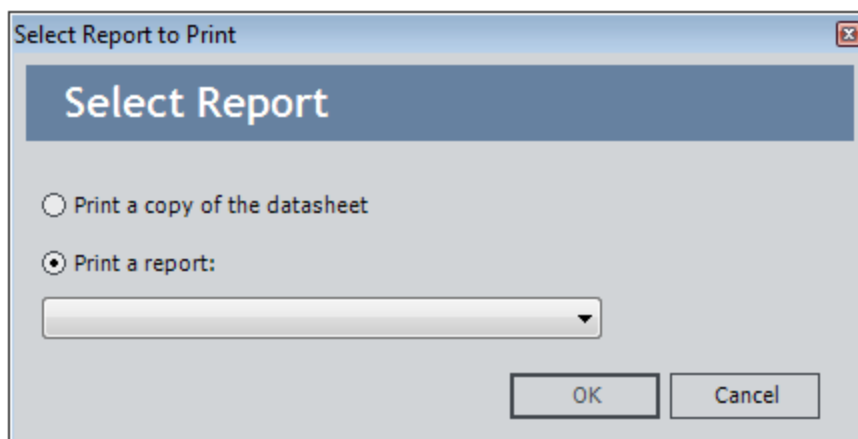 Select Report to Print
Select Report
Print a copy of the datasheet
Print a report:
OK
Cancel